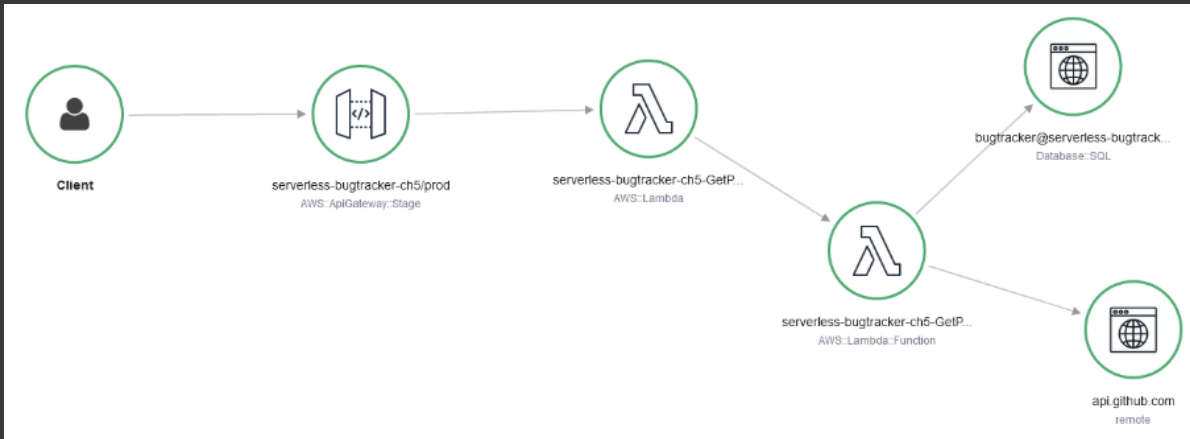 Client
serverless-bugtracker-ch5/prod
AWS::ApiGateway::Stage
</>
serverless-bugtracker-ch5-GetP...
AWS::Lambda
serverless-bugtracker-ch5-GetP...
AWS::Lambda::Function
bugtracker@serverless-bugtrack...
Database::SQL
api.github.com
remote